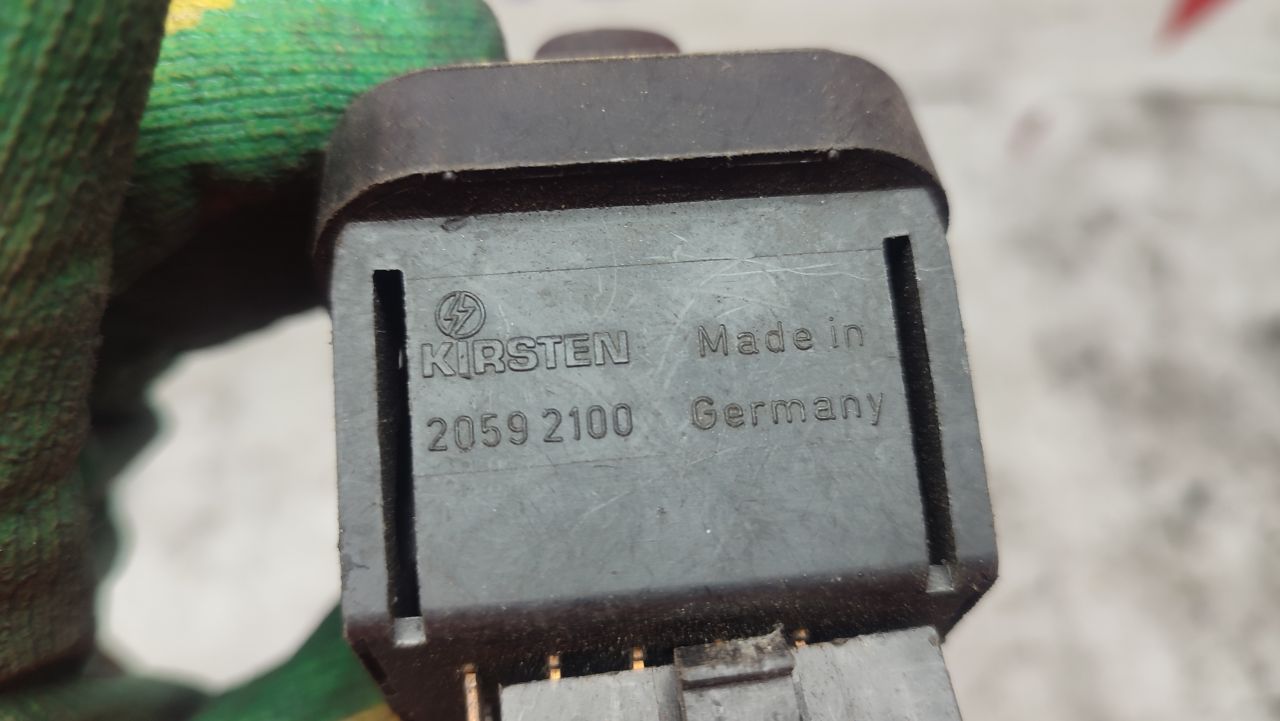 KIRSTEN
2059 2100
Made in
Germany